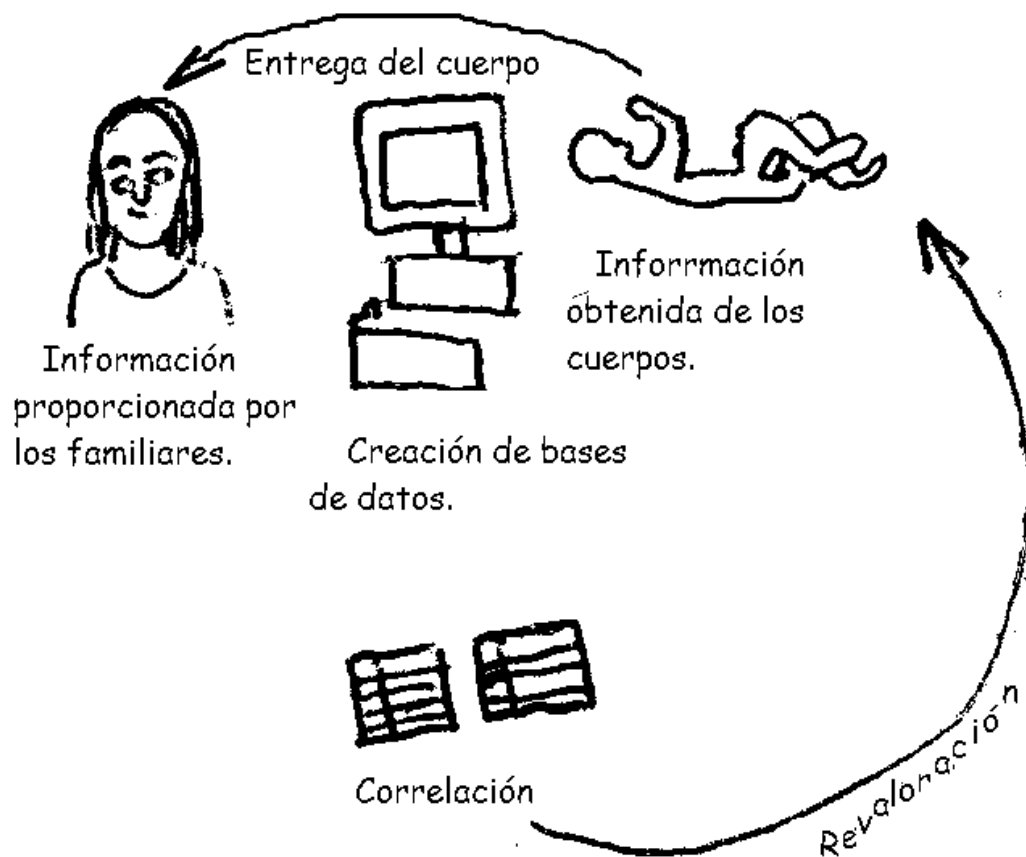 Entrega del cuerpo
Información
proporcionada por
los familiares.
Creación de bases
de datos.
Inforrmación
obtenida de los
cuerpos.
Correlación
Revaloración